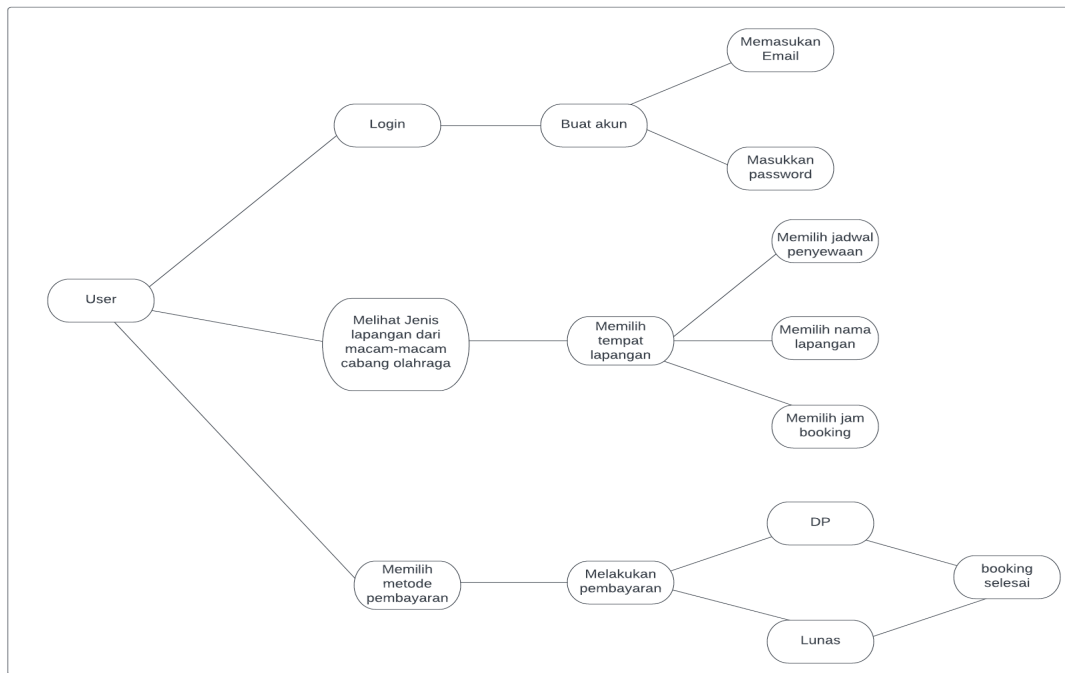 Memasukan
Email
Login
Buat akun
Masukkan
password
Memilih jadwal
penyewaan
User
Melihat Jenis
lapangan dari
macam-macam
cabang olahraga
Memilih
tempat
lapangan
Memilih nama
lapangan
Memilih jam
booking
DP
Memilih
metode
pembayaran
Melakukan
pembayaran
booking
selesai
Lunas